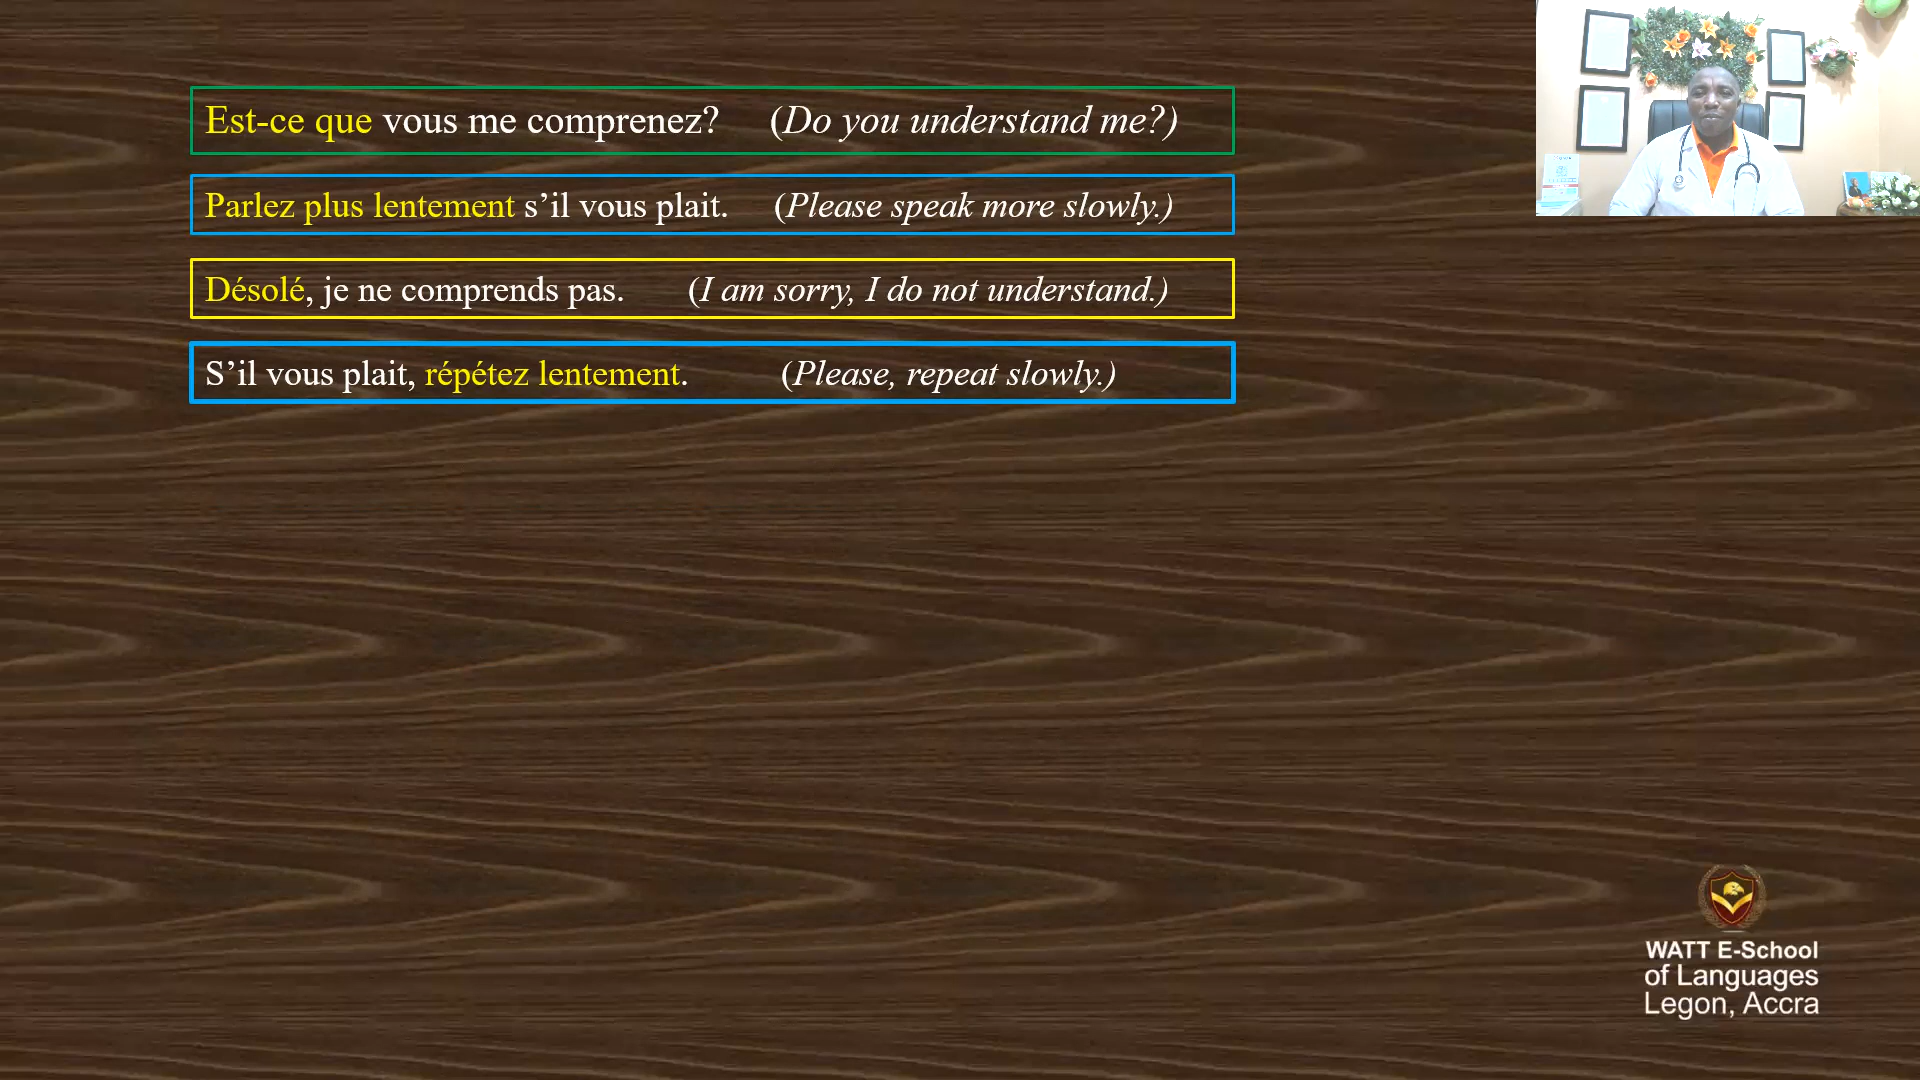 Est-ce que vous me comprenez? (Do you understand me?)
Parlez plus lentement s’il vous plait. (Please speak more slowly.)
Désolé, je ne comprends pas. (I am sorry, I do not understand.)
S’il vous plait, répétez lentement. (Please, repeat slowly.)
WATT E-School
of Languages
Legon, Accra